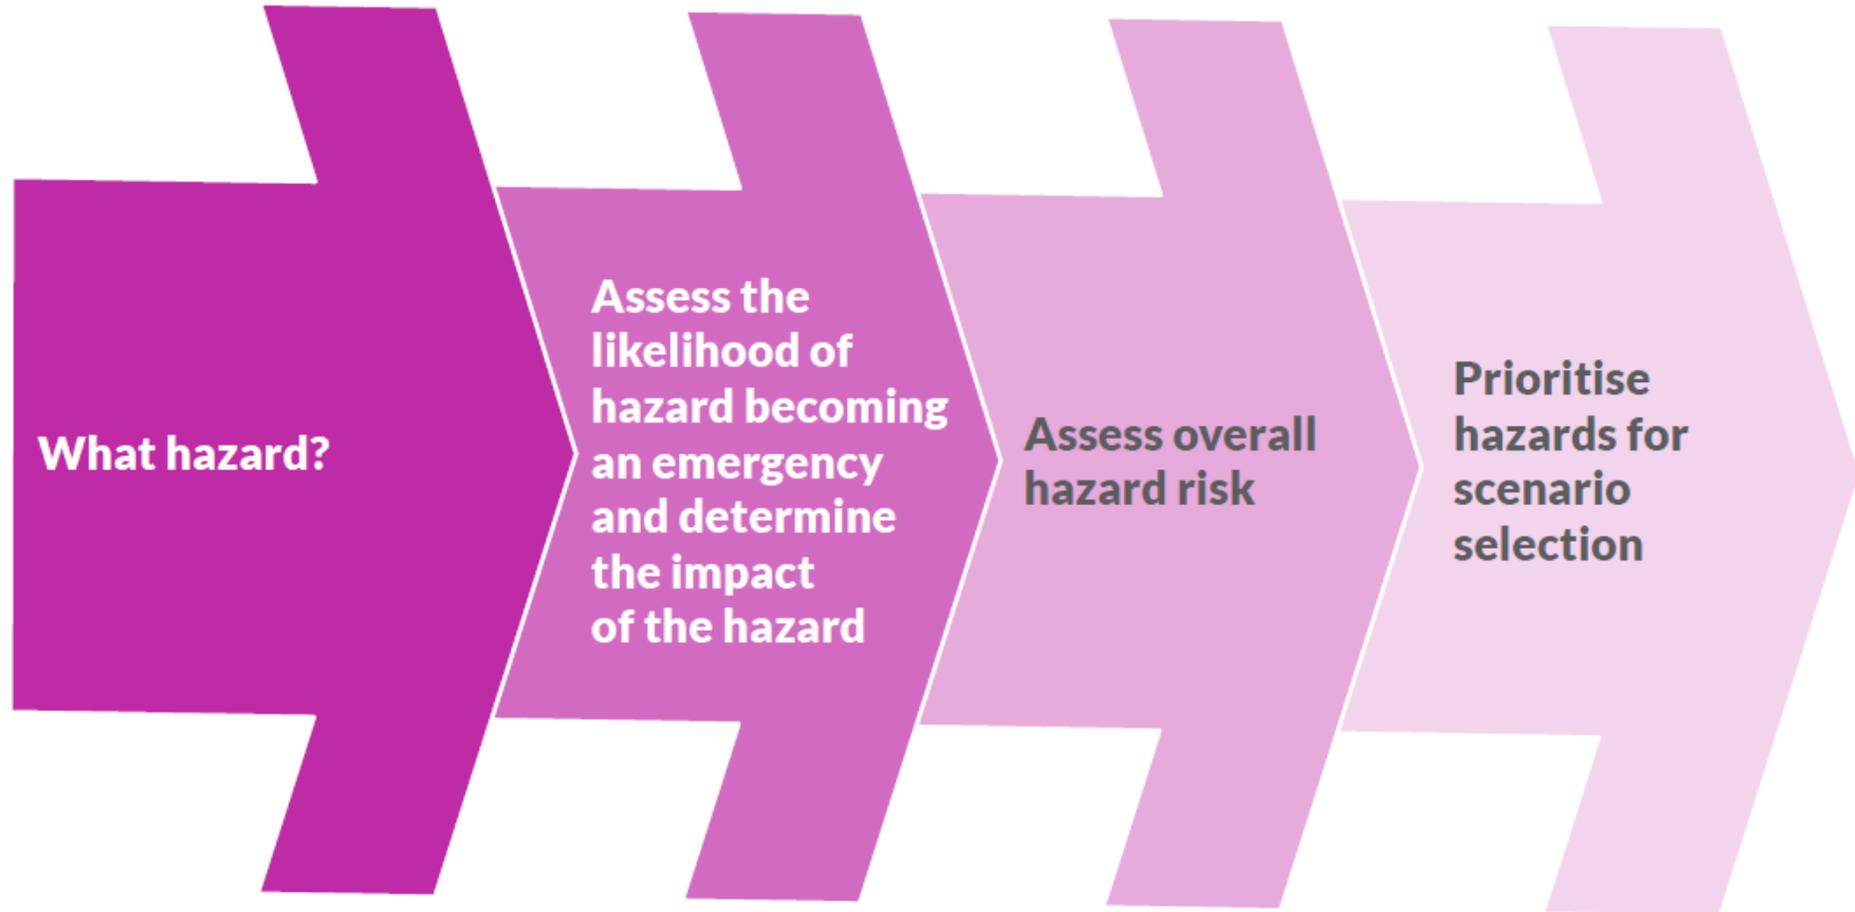 What hazard?
Assess the
likelihood of
hazard becoming
an emergency
and determine
the impact
of the hazard
Assess overall
hazard risk
Prioritise
hazards for
scenario
selection